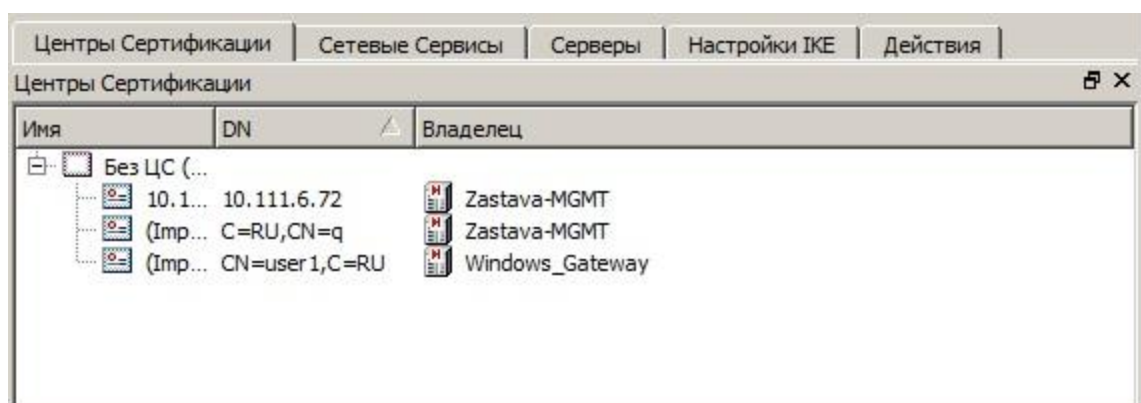 Центры Сертификации Сетевые Сервисы Серверы Настройки IKE Действия
Центры Сертификации
Имя DN Владелец
Без ЦС (...
10.1... 10.111.6.72 Zastava-MGMT
(Imp... C=RU,CN=q Zastava-MGMT
(Imp... CN=user1,C=RU Windows_Gateway